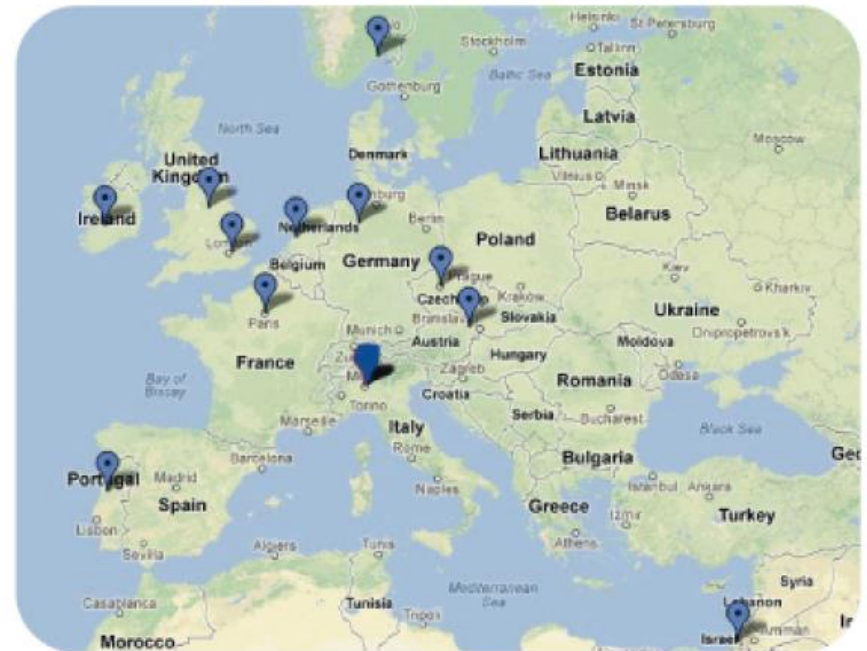 Helsinki
St-Petersburg
Stockholm
Tallinn
Baltic Sea
Estonia
Gothenburg
Latvia
North Sea
Moscow
Denmark
Lithuania
United
Kingdom
Vilnius
Minsk
Ireland
Belarus
Netherlands
Berlin
London
Poland
Belgium
Germany
Prague
Kiev
Kharkiv
Kraków
Ukraine
Paris
Slovakia
Munich
Austria
Dnipropetrovs'k
Moldova
Hungary
France
Zagreb
Odesa
Romania
Bay of
Biscay
Torino
Croatia
Serbia
Bucharest
Marseille
Italy
Black Sea
Rome
Barcelona
Bulgaria
Portugal
Madrid
Istanbul
Ankara
Naples
Spain
Greece
Izmir
Turkey
Lisbon
Athens
Sevilla
Algiers
Tunis
Mediterranean
Sea
Syria
Casablanca
Tunisia
Tripoli
Lebanon
Israel
Amman
Morocco